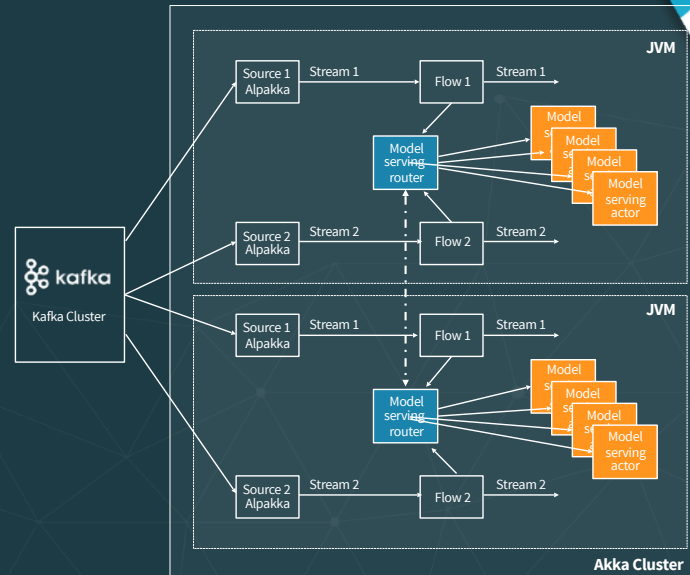 JVM
Source 1
Alpakka
Stream 1
Flow 1
Stream 1
Model
serving
router
Model
Model
Model
Model
serving
actor
Source 2
Alpakka
Stream 2
Flow 2
Stream 2
kafka
Kafka Cluster
JVM
Source 1
Alpakka
Stream 1
Flow 1
Stream 1
Model
serving
router
Model
Model
Model
Model
serving
actor
Source 2
Alpakka
Stream 2
Flow 2
Stream 2
Akka Cluster